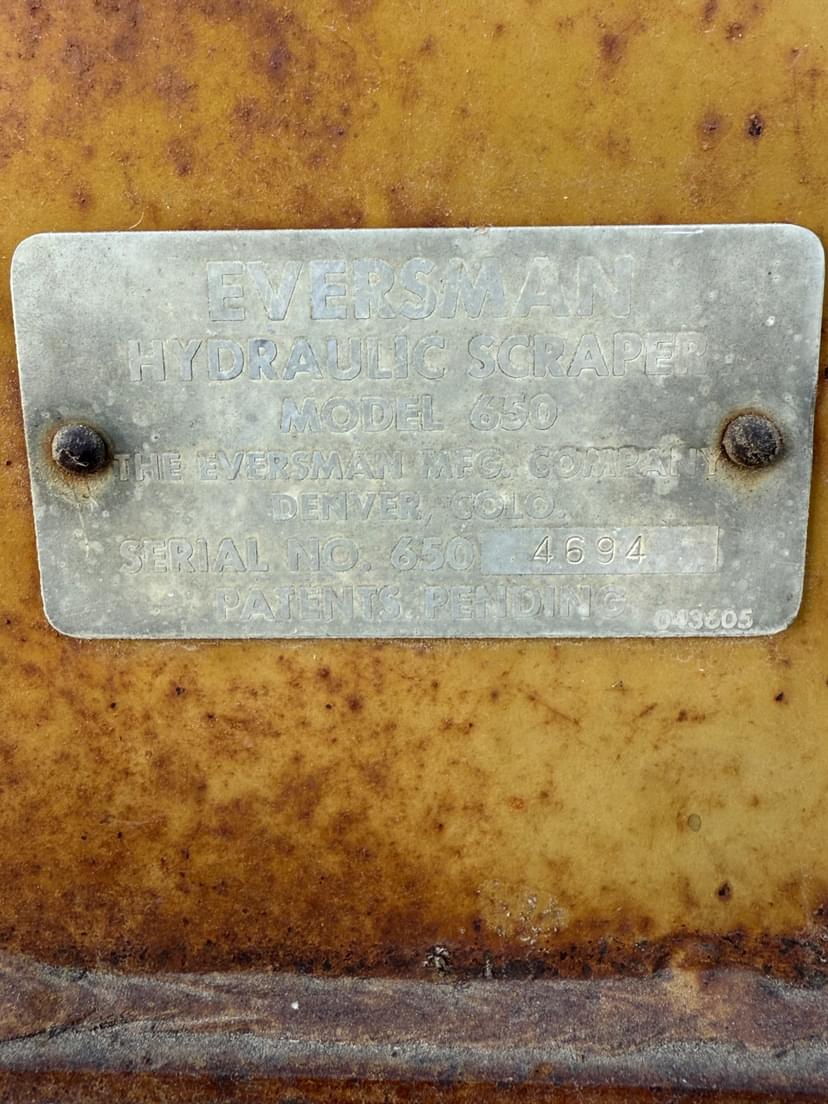 EVERSMAN
HYDRAULIC SCRAPER
MODEL 650
THE EVERSMAN MFG. COMPANY
DENVER, COLO.
SERIAL NO. 650 4694
PATENTS PENDING
043605